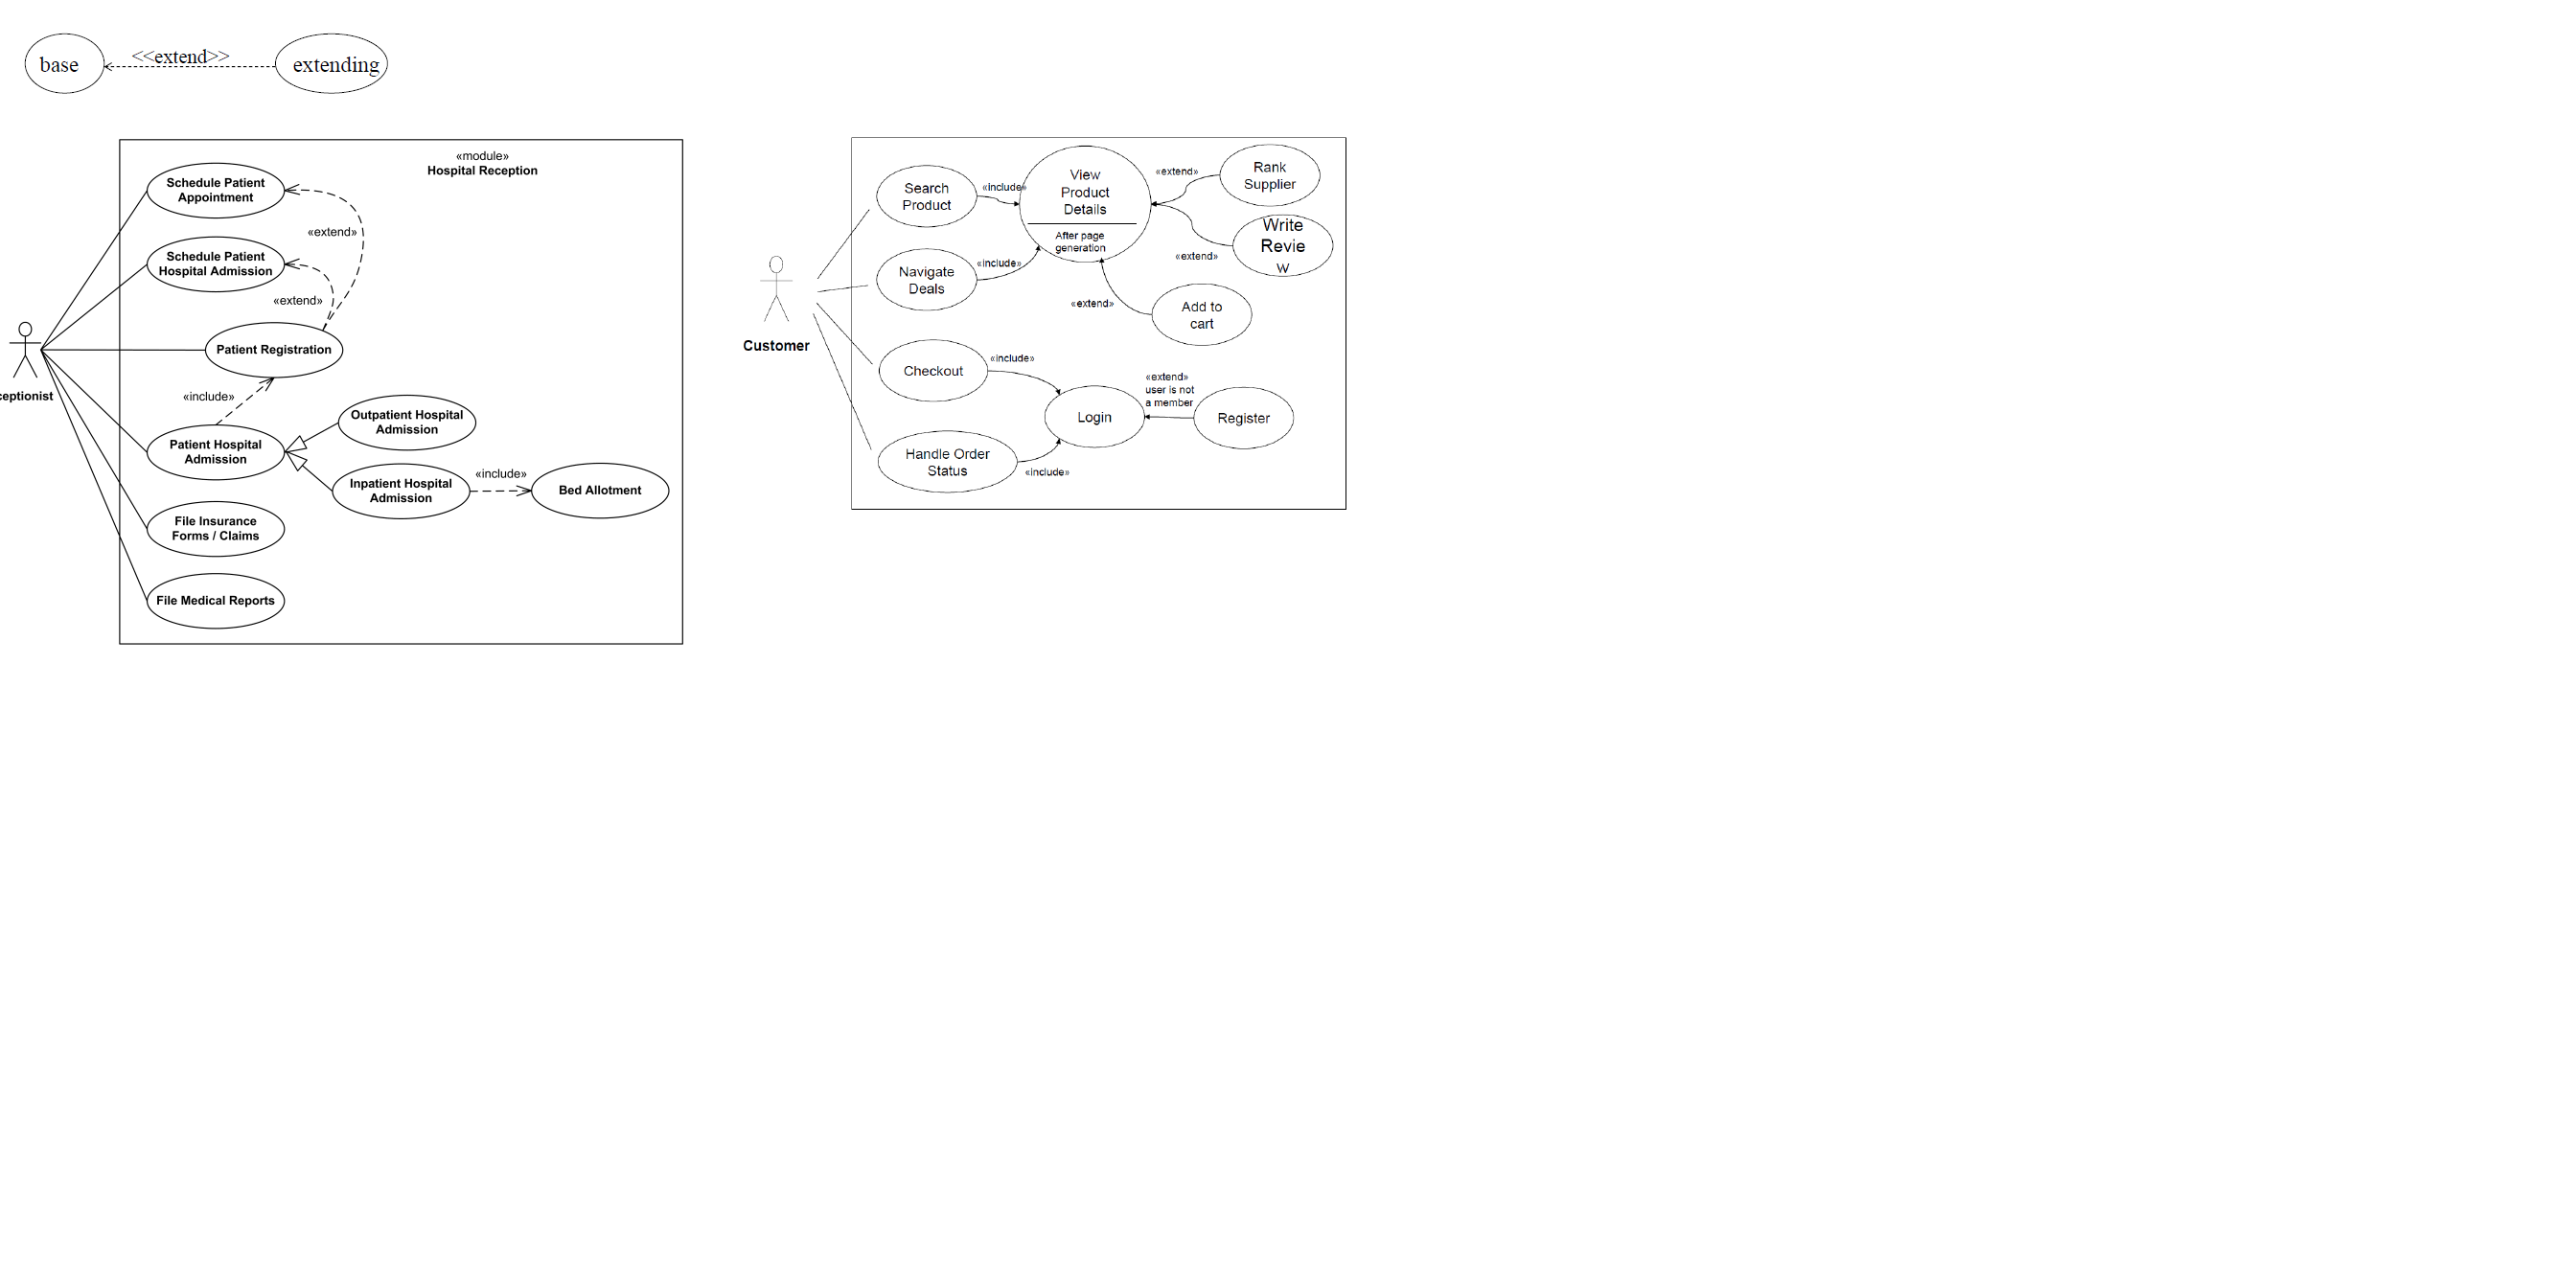 base
<<extend>>
extending
«module»
Hospital Reception
Schedule Patient
Appointment
«extend»
Schedule Patient
Hospital Admission
«extend»
Patient Registration
ceptionist
«include»
Outpatient Hospital
Admission
Patient Hospital
Admission
Inpatient Hospital
Admission
«include»
Bed Allotment
File Insurance
Forms / Claims
File Medical Reports
Customer
Search
Product
«include»
View
Product
Details
After page
generation
«extend»
Rank
Supplier
Write
Revie
w
«extend»
Navigate
Deals
«include»
«extend»
Add to
cart
Checkout
«include»
Login
«extend»
user is not
a member
Register
Handle Order
Status
«include»